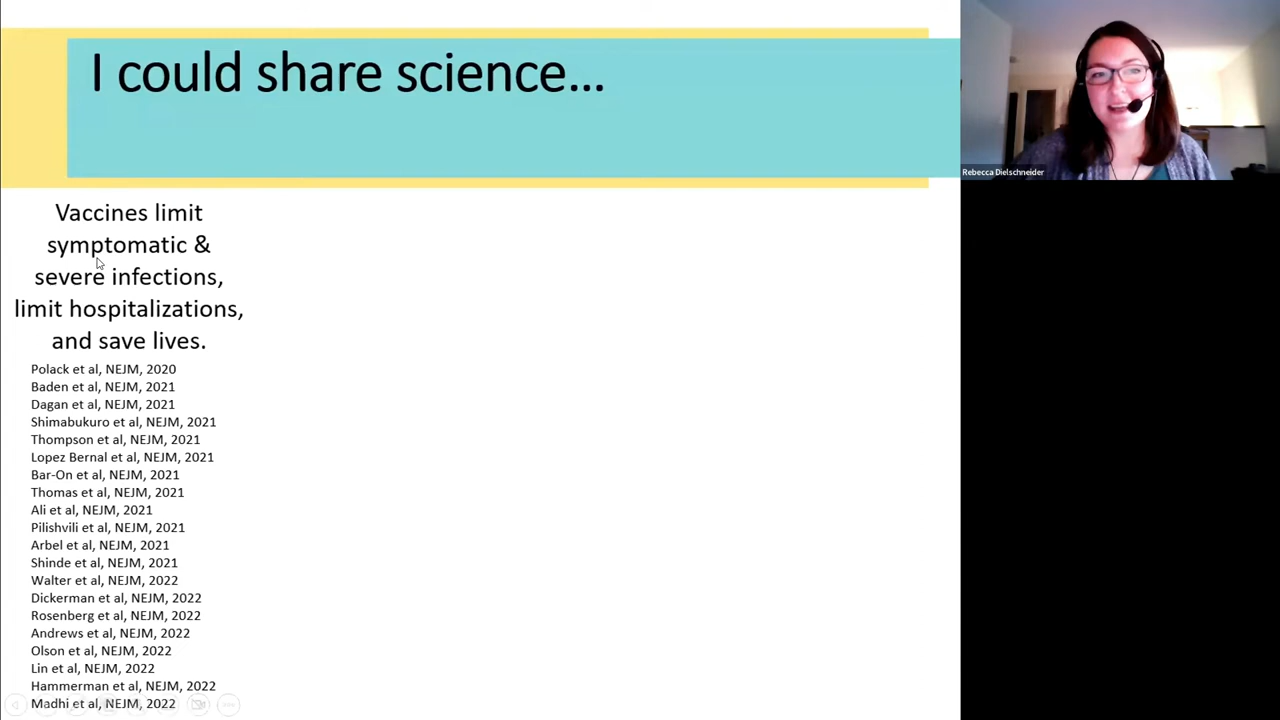 I could share science...
Rebecca Dielschneider
Vaccines limit
symptomatic &
severe infections,
limit hospitalizations,
and save lives.
Polack et al, NEJM, 2020
Baden et al, NEJM, 2021
Dagan et al, NEJM, 2021
Shimabukuro et al, NEJM, 2021
Thompson et al, NEJM, 2021
Lopez Bernal et al, NEJM, 2021
Bar-On et al, NEJM, 2021
Thomas et al, NEJM, 2021
Ali et al, NEJM, 2021
Pilishvili et al, NEJM, 2021
Arbel et al, NEJM, 2021
Shinde et al, NEJM, 2021
Walter et al, NEJM, 2022
Dickerman et al, NEJM, 2022
Rosenberg et al, NEJM, 2022
Andrews et al, NEJM, 2022
Olson et al, NEJM, 2022
Lin et al, NEJM, 2022
Hammerman et al, NEJM, 2022
Madhi et al, NEJM, 2022